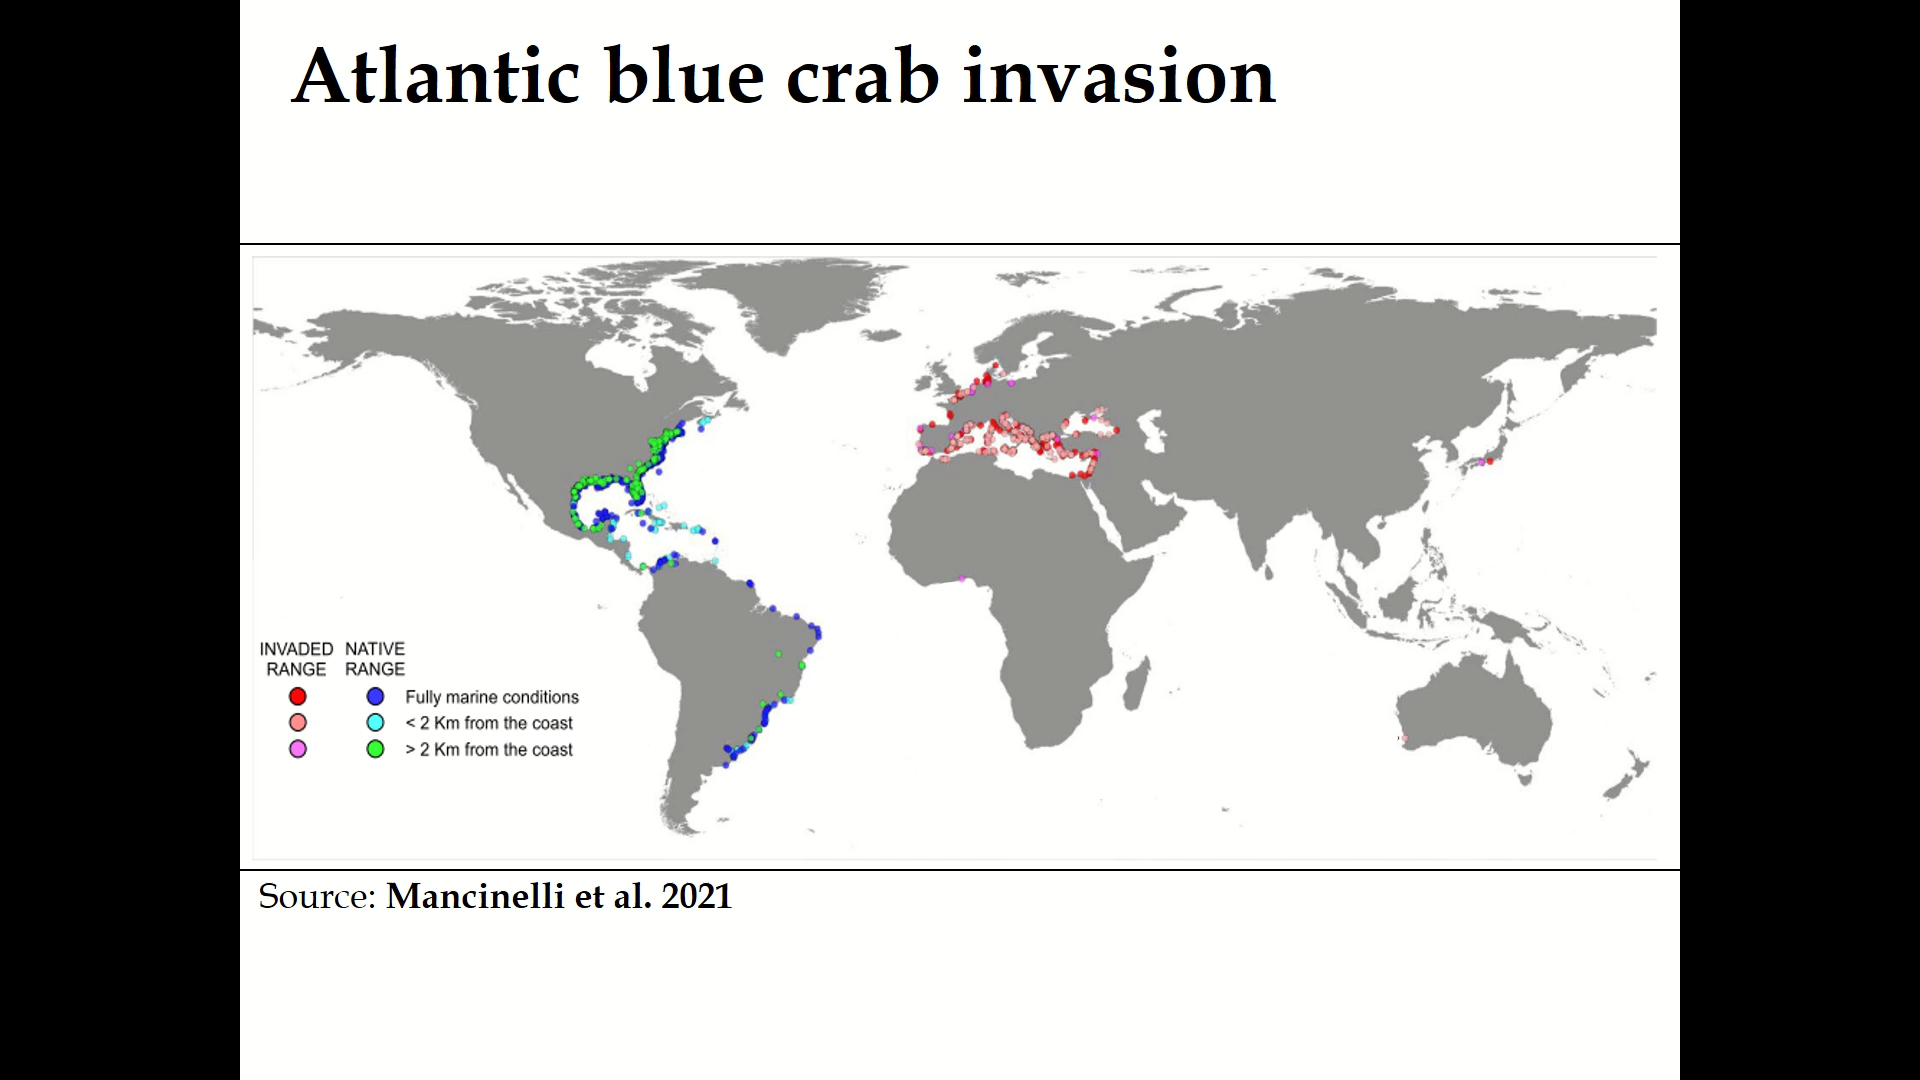 Atlantic blue crab invasion
INVADED RANGE NATIVE RANGE
Fully marine conditions
< 2 Km from the coast
> 2 Km from the coast
Source: Mancinelli et al. 2021